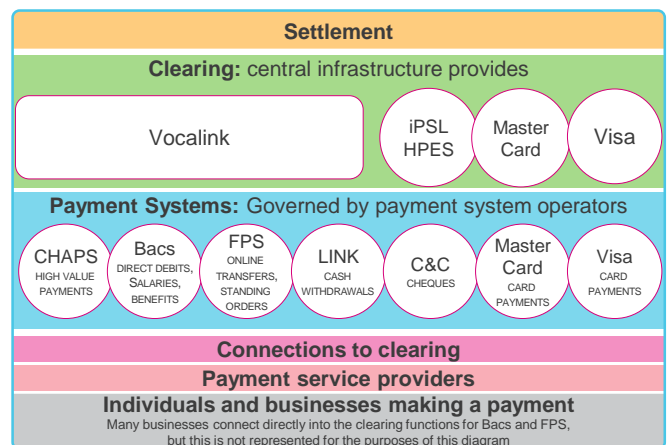 Settlement
Clearing: central infrastructure provides
Vocalink
iPSL
HPES
Master
Card
Visa
Payment Systems: Governed by payment system operators
CHAPS
HIGH VALUE
PAYMENTS
Bacs
DIRECT DEBITS,
SALARIES,
BENEFITS
FPS
ONLINE
TRANSFERS,
STANDING
ORDERS
LINK
CASH
WITHDRAWALS
C&C
CHEQUES
Master
Card
CARD
PAYMENTS
Visa
CARD
PAYMENTS
Connections to clearing
Payment service providers
Individuals and businesses making a payment
Many businesses connect directly into the clearing functions for Bacs and FPS,
but this is not represented for the purposes of this diagram